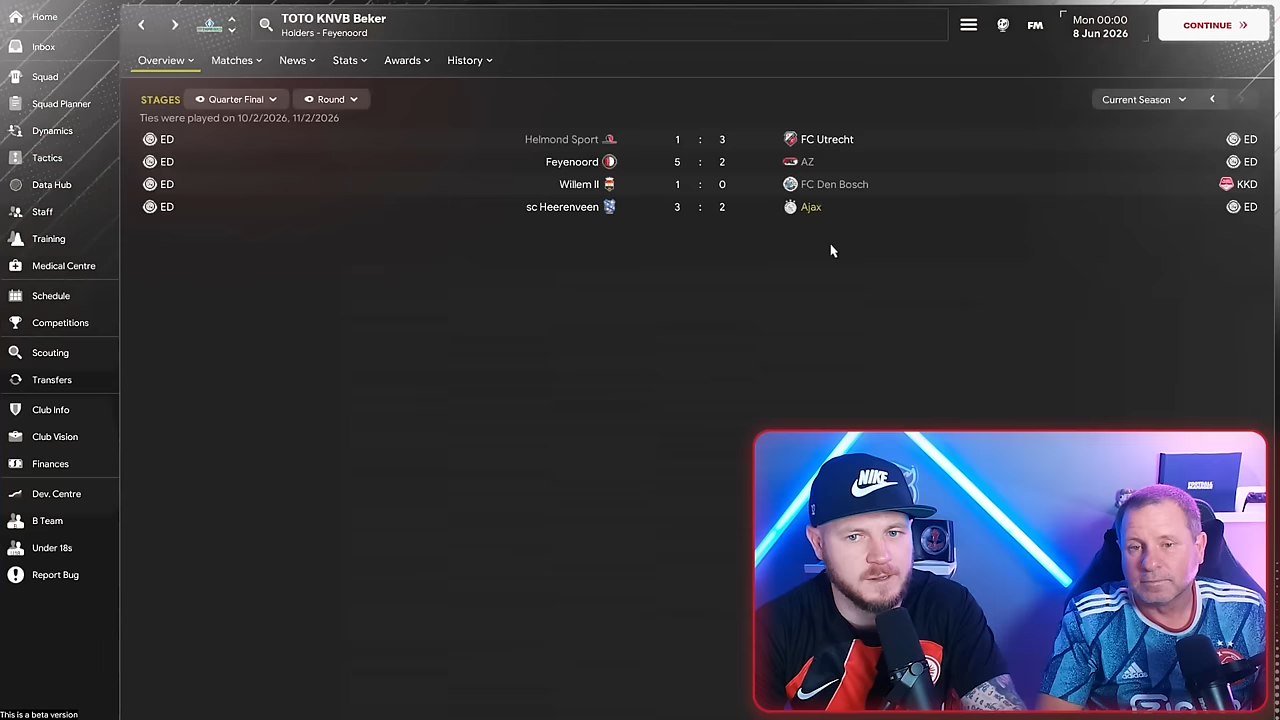 Home
Inbox
Squad
Squad Planner
Dynamics
Tactics
Data Hub
Staff
Training
Medical Centre
Schedule
Competitions
Scouting
Transfers
Club Info
Club Vision
Finances
Dev. Centre
B Team
Under 18s
Report Bug
This is a beta version
TOTO KNVB Beker
Holders - Feyenoord
FM
Mon 00:00
8 Jun 2026
CONTINUE
Overview Matches News Stats Awards History
STAGES Quarter Final Round Current Season
Ties were played on 10/2/2026, 11/2/2026
ED Helmond Sport 1 : 3 FC Utrecht ED
ED Feyenoord 5 : 2 AZ ED
ED Willem II 1 : 0 FC Den Bosch KKD
ED sc Heerenveen 3 : 2 Ajax ED
NIKE
adidas